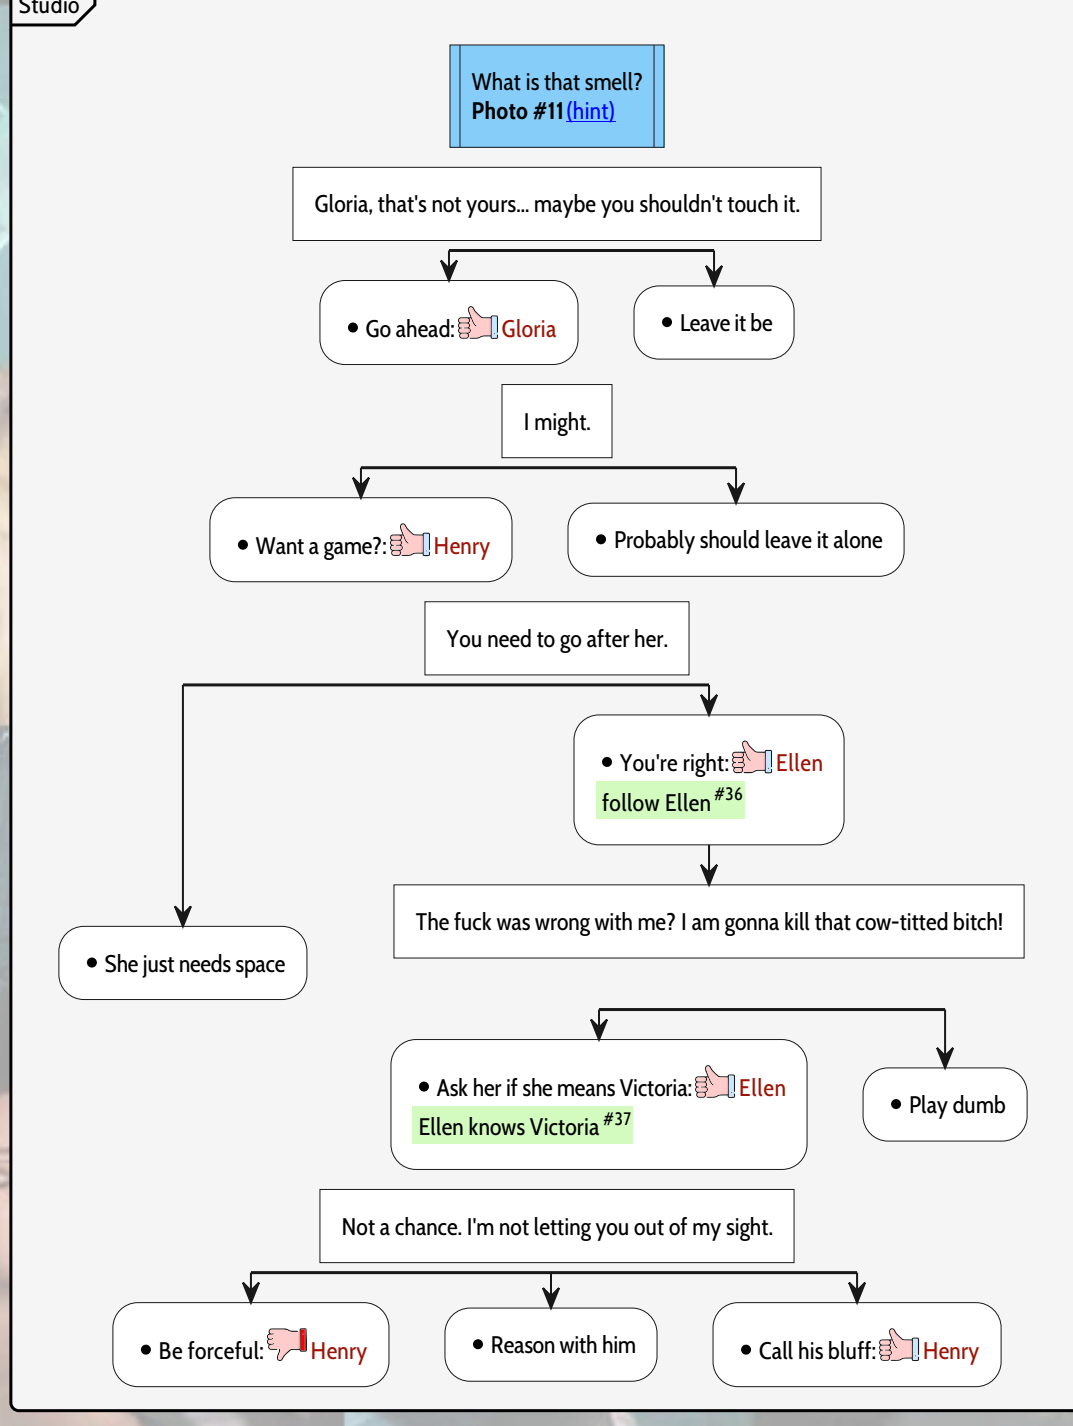 Studio
What is that smell?
Photo #11 (hint)
Gloria, that's not yours... maybe you shouldn't touch it.
• Go ahead: Gloria
• Leave it be
I might.
• Want a game?: Henry
• Probably should leave it alone
You need to go after her.
• You're right: Ellen
follow Ellen #36
The fuck was wrong with me? I am gonna kill that cow-titted bitch!
• She just needs space
• Ask her if she means Victoria: Ellen
Ellen knows Victoria #37
• Play dumb
Not a chance. I'm not letting you out of my sight.
• Be forceful: Henry
• Reason with him
• Call his bluff: Henry